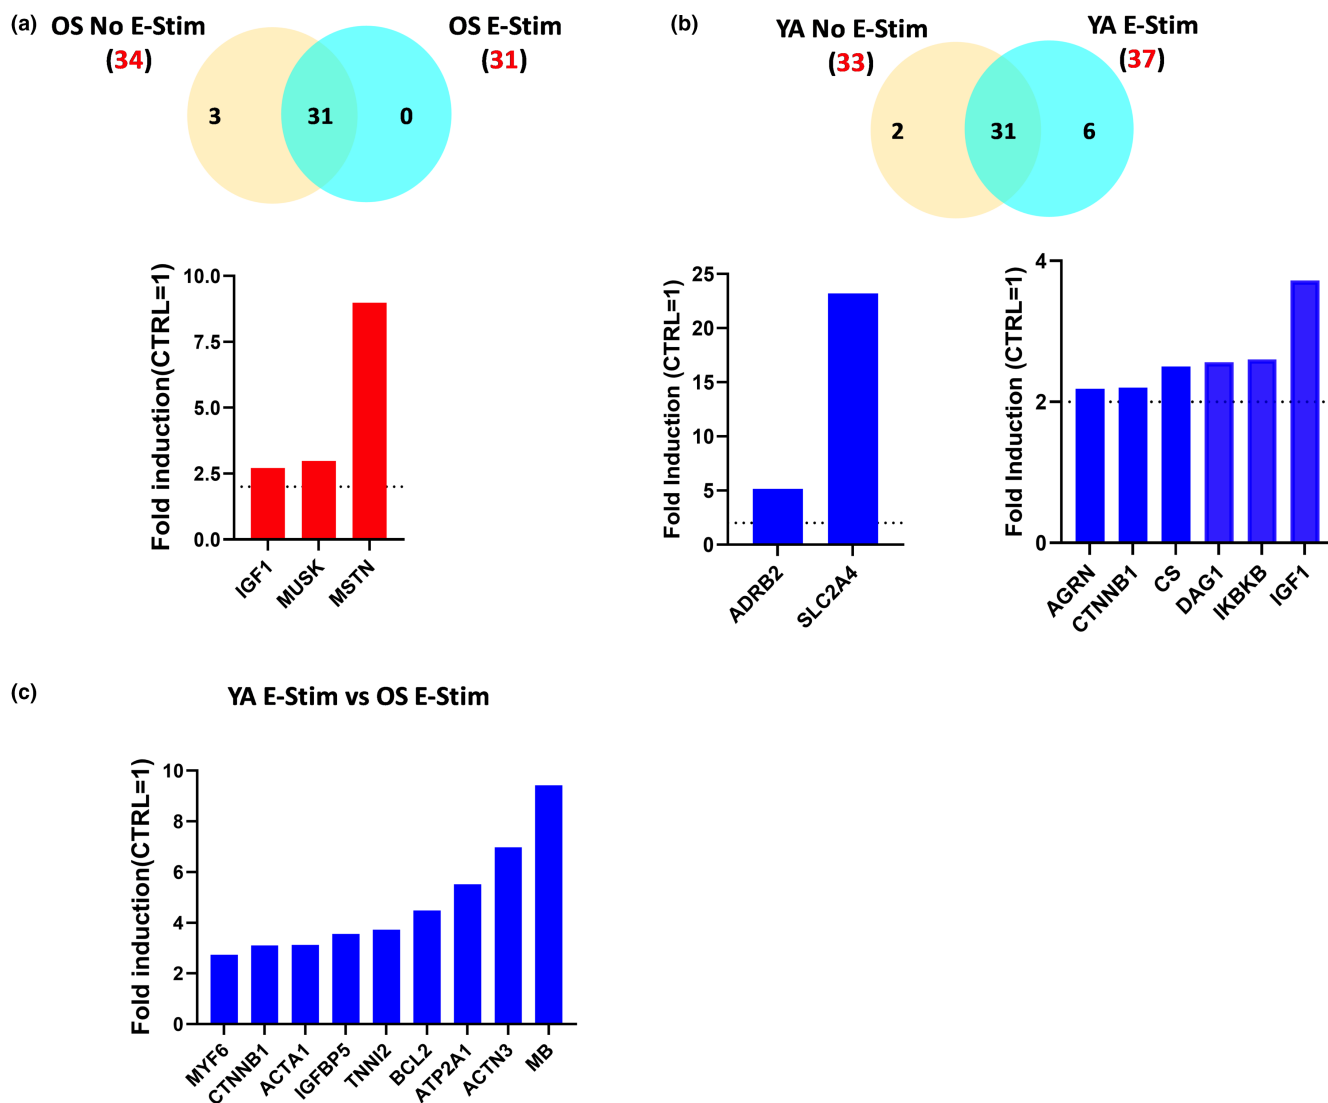 (a)
OS No E-Stim
(34)
OS E-Stim
(31)
3
31
0
Fold induction(CTRL=1)
10.0
7.5
5.0
2.5
0.0
IGF1
MUSK
MSTN
(b)
YA No E-Stim
(33)
YA E-Stim
(37)
2
31
6
Fold Induction (CTRL=1)
25
20
15
10
5
0
ADRB2
SLC2A4
Fold Induction (CTRL=1)
4
2
0
AGRN
CTNNB1
CS
DAG1
IKBKB
IGF1
(c)
YA E-Stim vs OS E-Stim
Fold induction(CTRL=1)
10
8
6
4
2
0
MYF6
CTNNB1
ACTA1
IGFBP5
TNNI2
BCL2
ATP2A1
ACTN3
MB